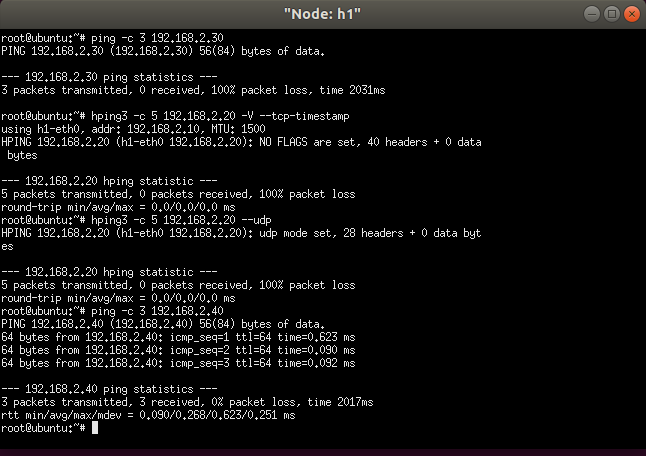 "Node: h1"
root@ubuntu:~# ping -c 3 192.168.2.30
PING 192.168.2.30 (192.168.2.30) 56(84) bytes of data.
--- 192.168.2.30 ping statistics ---
3 packets transmitted, 0 received, 100% packet loss, time 2031ms
root@ubuntu:~# hping3 -c 5 192.168.2.20 -V --tcp-timestamp
using h1-eth0, addr: 192.168.2.10, MTU: 1500
HPING 192.168.2.20 (h1-eth0 192.168.2.20): NO FLAGS are set, 40 headers + 0 data
 bytes
--- 192.168.2.20 hping statistic ---
5 packets transmitted, 0 packets received, 100% packet loss
round-trip min/avg/max = 0.0/0.0/0.0 ms
root@ubuntu:~# hping3 -c 5 192.168.2.20 --udp
HPING 192.168.2.20 (h1-eth0 192.168.2.20): udp mode set, 28 headers + 0 data byt
es
--- 192.168.2.20 hping statistic ---
5 packets transmitted, 0 packets received, 100% packet loss
round-trip min/avg/max = 0.0/0.0/0.0 ms
root@ubuntu:~# ping -c 3 192.168.2.40
PING 192.168.2.40 (192.168.2.40) 56(84) bytes of data.
64 bytes from 192.168.2.40: icmp_seq=1 ttl=64 time=0.623 ms
64 bytes from 192.168.2.40: icmp_seq=2 ttl=64 time=0.090 ms
64 bytes from 192.168.2.40: icmp_seq=3 ttl=64 time=0.092 ms
--- 192.168.2.40 ping statistics ---
3 packets transmitted, 3 received, 0% packet loss, time 2017ms
rtt min/avg/max/mdev = 0.090/0.268/0.623/0.251 ms
root@ubuntu:~#